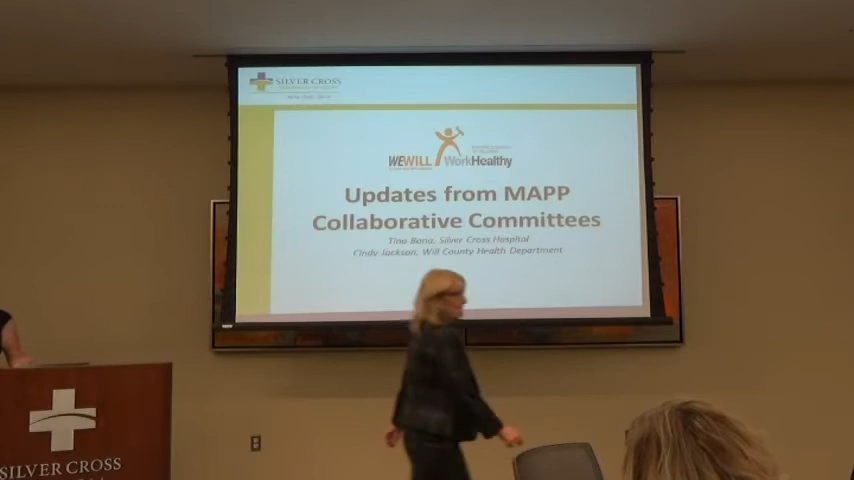 SILVER CROSS
WEWILL WorkHealthy
Updates from MAPP
Collaborative Committees
Tina Bana, Silver Cross Hospital
Cindy Jackson, Will County Health Department
SILVER CROSS